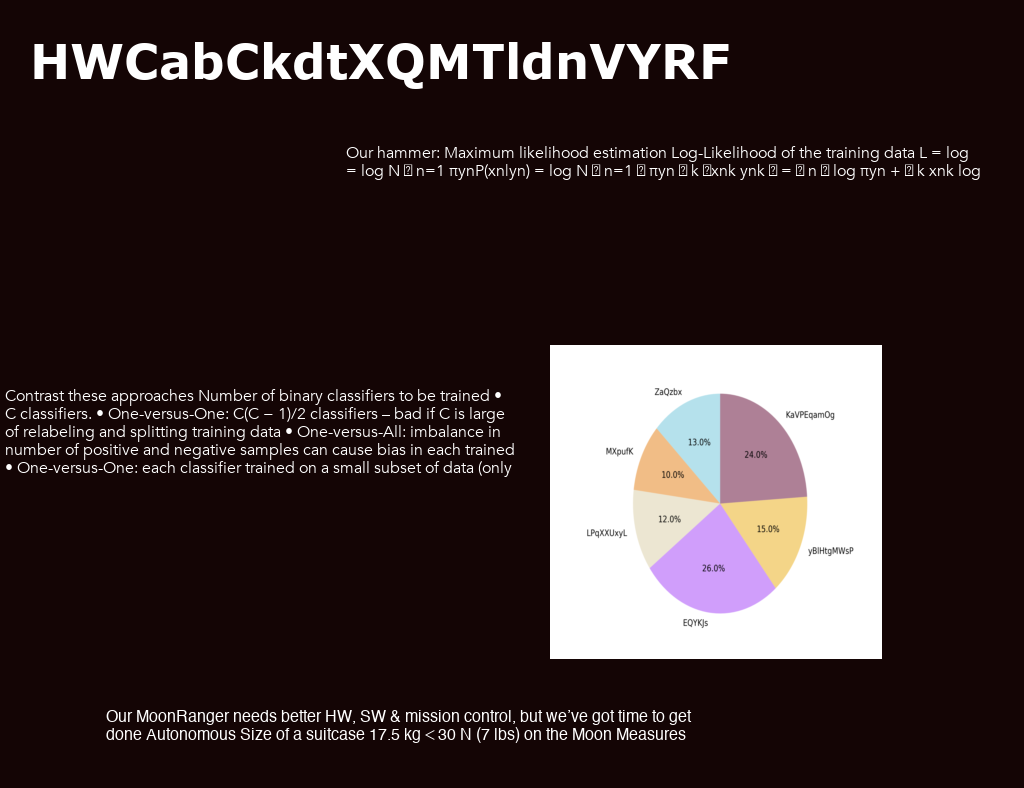 HWCabCkdtXQMTldnVYRF
Our hammer: Maximum likelihood estimation Log-Likelihood of the training data L = log
= log N ⍰ n=1 πynP(xnlyn) = log N ⍰ n=1 ⍰ πyn ⍰ k ⍰xnk ynk ⍰ = ⍰ n ⍰ log πyn + ⍰ k xnk log
Contrast these approaches Number of binary classifiers to be trained •
C classifiers. • One-versus-One: C(C − 1)/2 classifiers – bad if C is large
of relabeling and splitting training data • One-versus-All: imbalance in
number of positive and negative samples can cause bias in each trained
• One-versus-One: each classifier trained on a small subset of data (only
ZaQzbx
KaVPEqamOg
13.0%
24.0%
MXpufK
10.0%
12.0%
15.0%
LPqXXUxyL
yBIHtgMWsP
26.0%
EQYKJs
Our MoonRanger needs better HW, SW & mission control, but we’ve got time to get
done Autonomous Size of a suitcase 17.5 kg < 30 N (7 lbs) on the Moon Measures